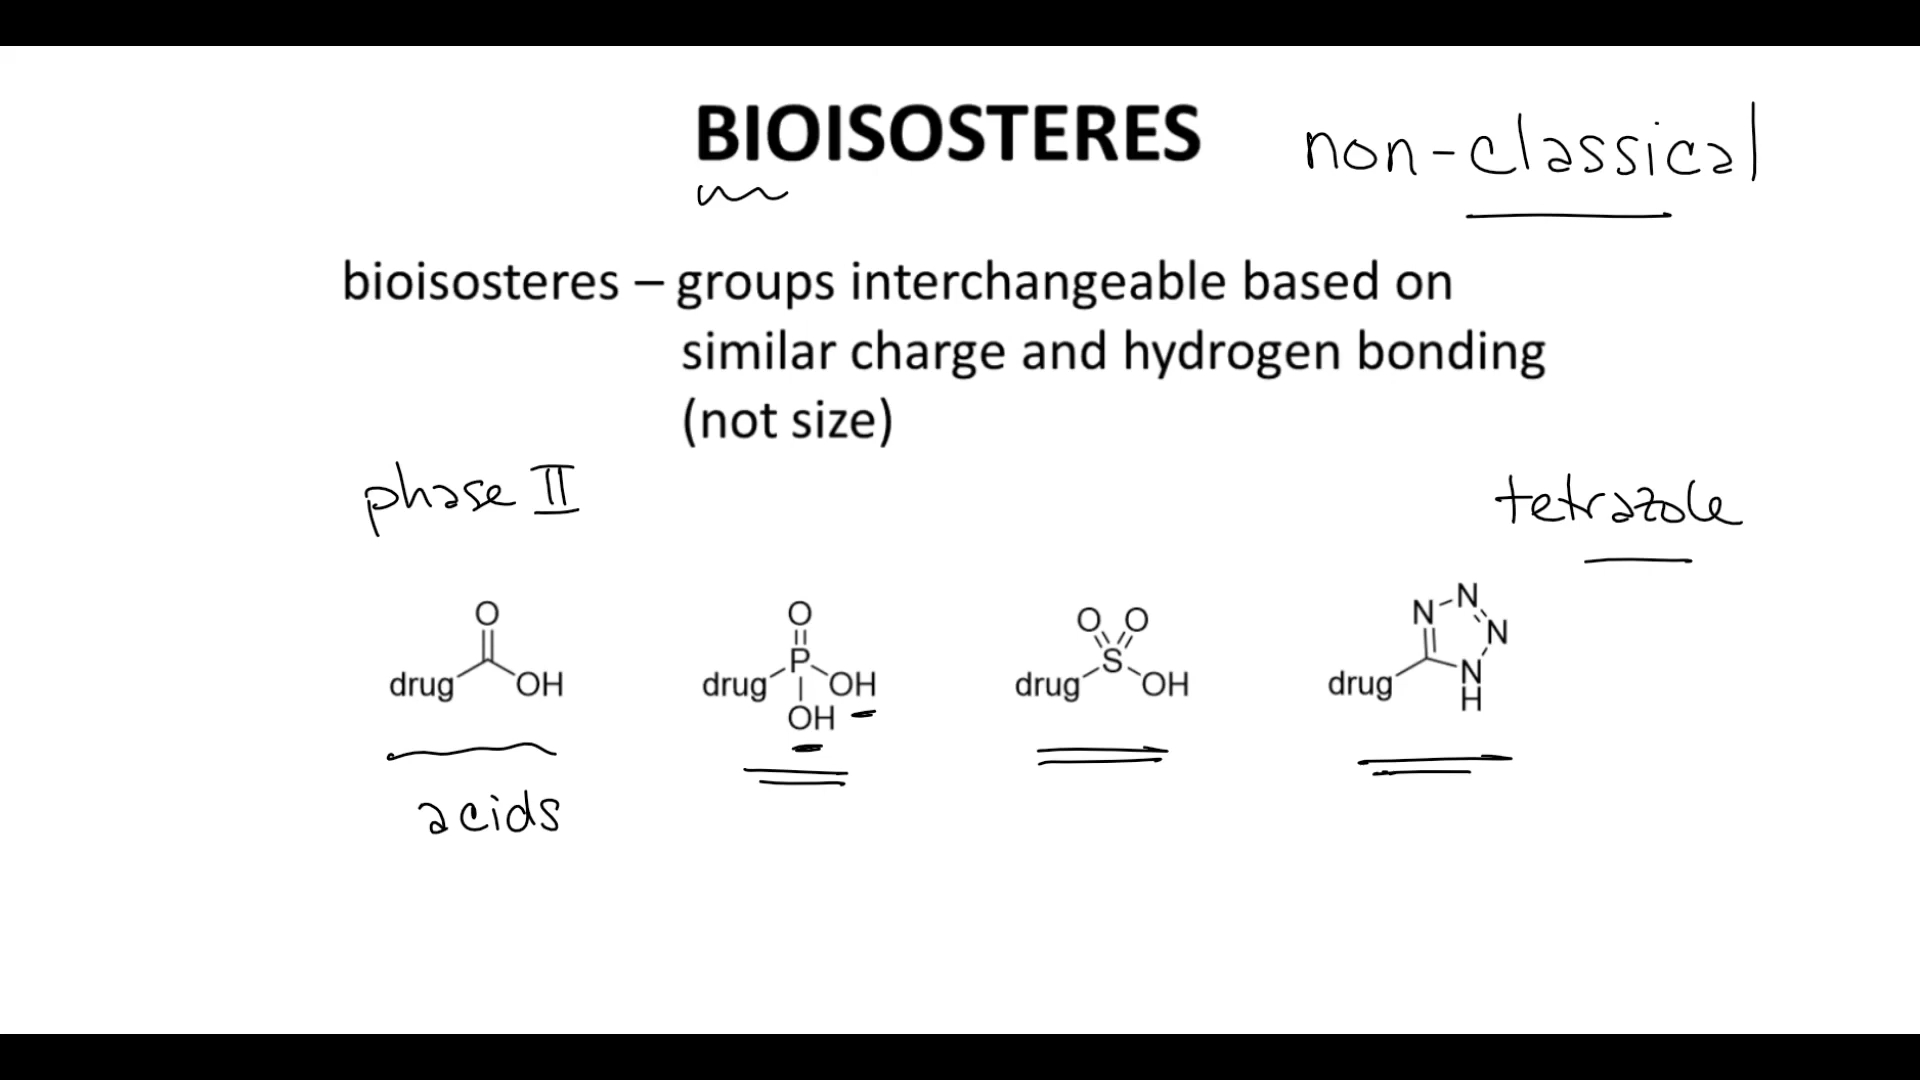 BIOISOSTERES non-classical
bioisosteres – groups interchangeable based on
similar charge and hydrogen bonding
(not size)
phase II
tetrazole
drug O OH
drug O P OH OH
drug O O S OH
drug N N N N H
acids